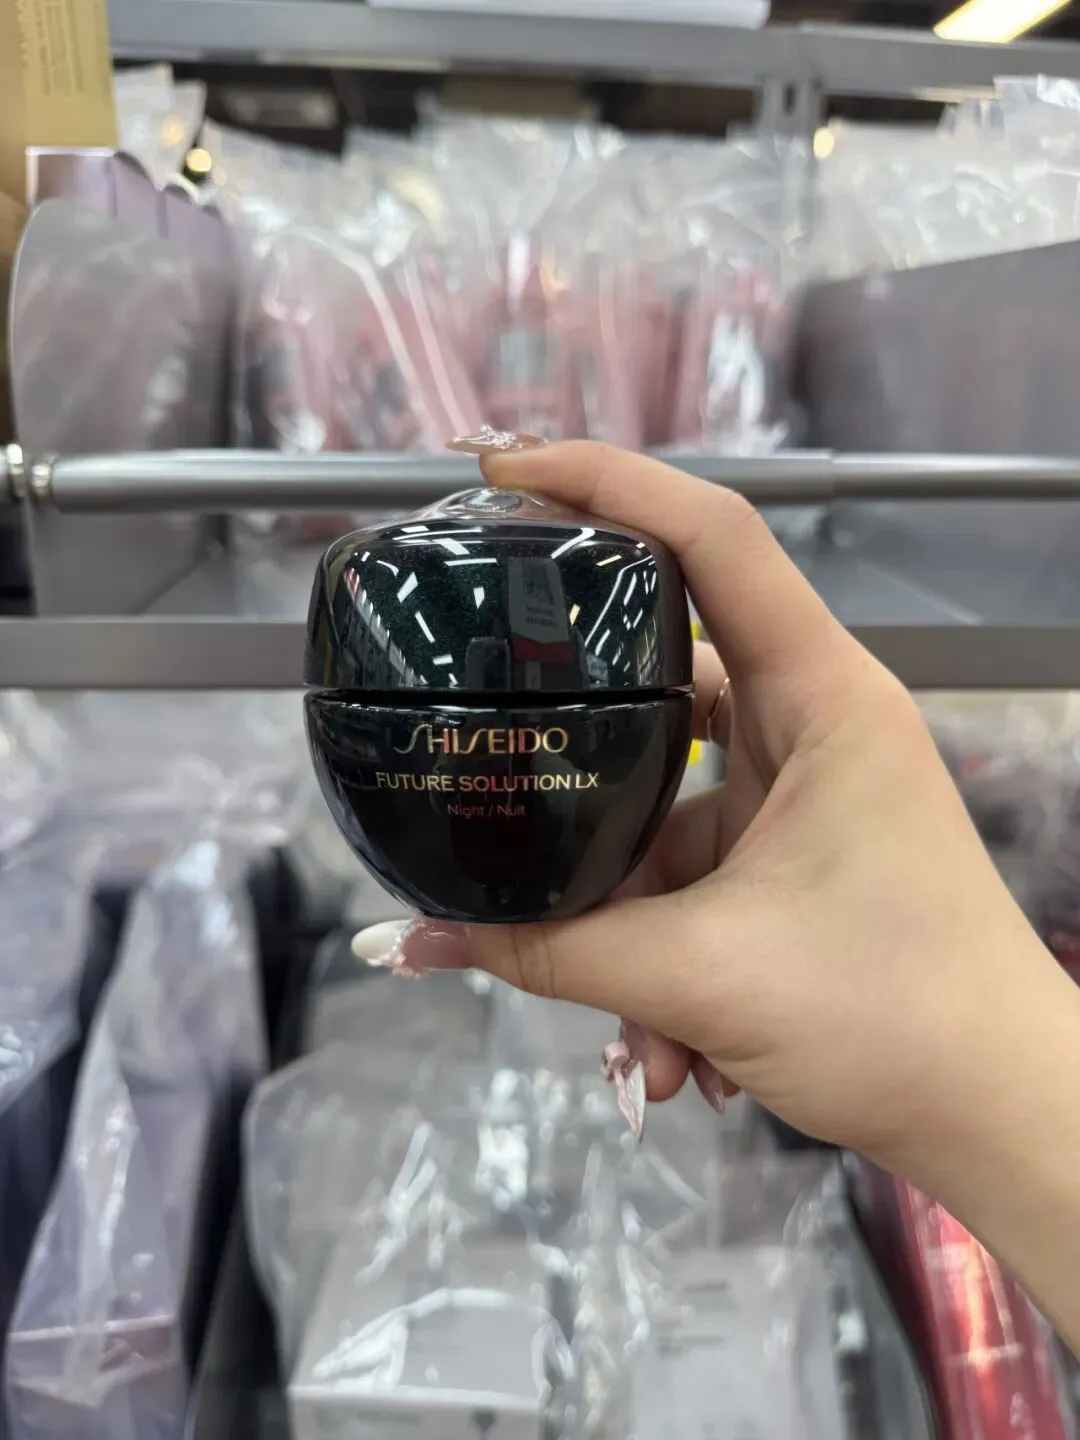 SHISEIDO
FUTURE SOLUTION LX
Night / Nuit